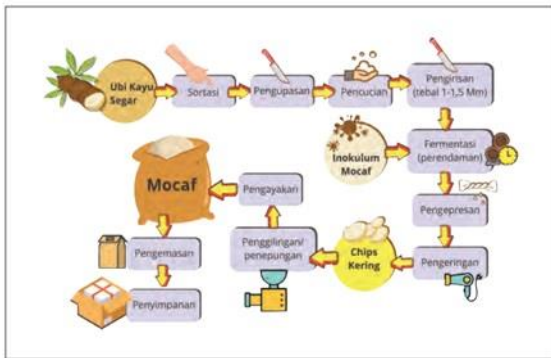 Ubi Kayu
Segar
Sortasi
Pengupasan
Pencucian
Pengirisan
(tebal 1-1,5 Mm)
Inokulum
Mocaf
Fermentasi
(perendaman)
Pengepresan
Pengeringan
Chips
Kering
Penggilingan/
penepungan
Pengayakan
Mocaf
Pengemasan
Penyimpanan